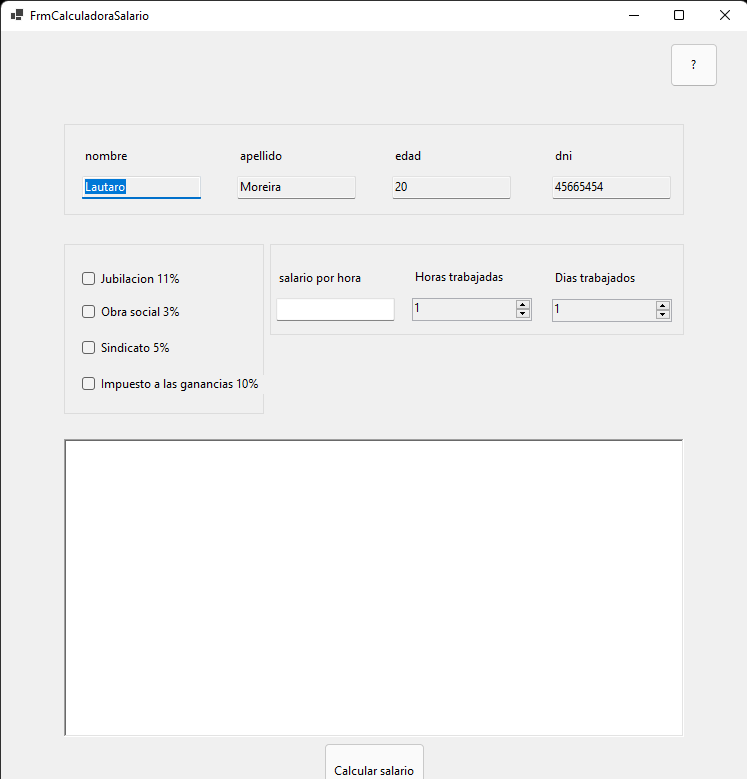 FrmCalculadoraSalario
?
nombre apellido edad dni
Lautaro Moreira 20 45665454
Jubilacion 11%
Obra social 3%
Sindicato 5%
Impuesto a las ganancias 10%
salario por hora Horas trabajadas Dias trabajados
1 1
Calcular salario